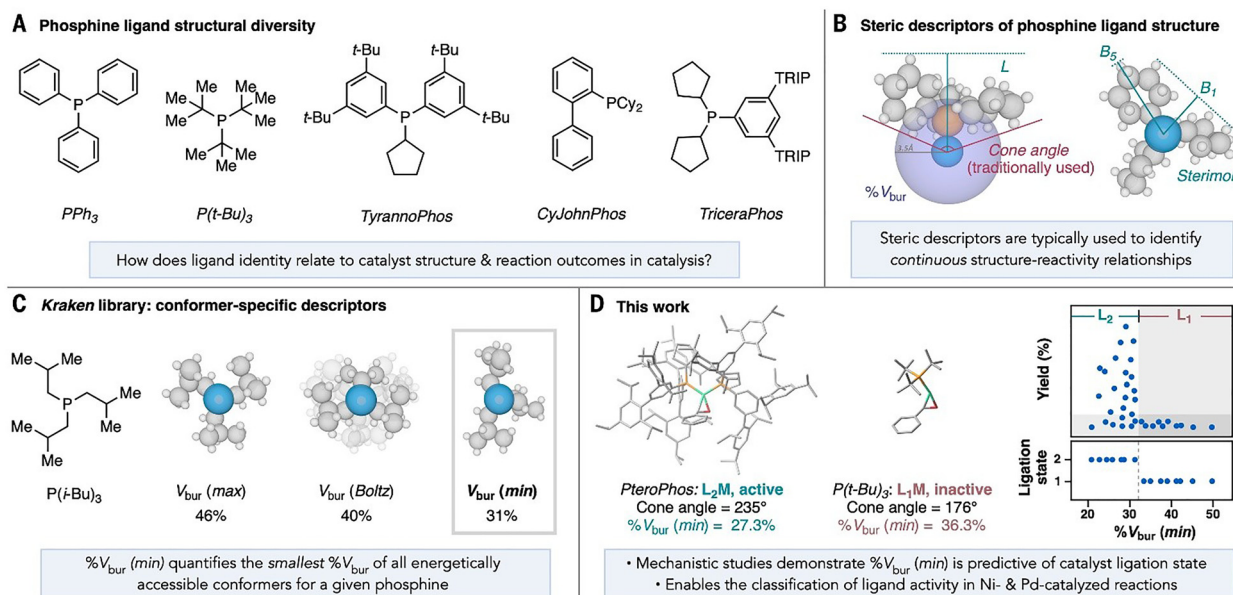 A Phosphine ligand structural diversity
P
PPh3
Me
Me
Me
Me
Me
P
Me
Me
Me
Me
P(t-Bu)3
t-Bu
t-Bu
t-Bu
P
t-Bu
TyrannoPhos
PCy2
CyJohnPhos
TRIP
P
TRIP
TriceraPhos
How does ligand identity relate to catalyst structure & reaction outcomes in catalysis?
B Steric descriptors of phosphine ligand structure
L
3.5Å
Cone angle
(traditionally used)
%Vbur
B5
B1
Sterimol
Steric descriptors are typically used to identify
continuous structure-reactivity relationships
C Kraken library: conformer-specific descriptors
Me
Me
Me
P
Me
Me
Me
P(i-Bu)3
Vbur (max)
46%
Vbur (Boltz)
40%
Vbur (min)
31%
%Vbur (min) quantifies the smallest %Vbur of all energetically
accessible conformers for a given phosphine
D This work
PteroPhos: L2M, active
Cone angle = 235°
%Vbur (min) = 27.3%
P(t-Bu)3: L1M, inactive
Cone angle = 176°
%Vbur (min) = 36.3%
L2
L1
Yield (%)
Ligation
state
2
1
20
30
40
50
%Vbur (min)
• Mechanistic studies demonstrate %Vbur (min) is predictive of catalyst ligation state
• Enables the classification of ligand activity in Ni- & Pd-catalyzed reactions